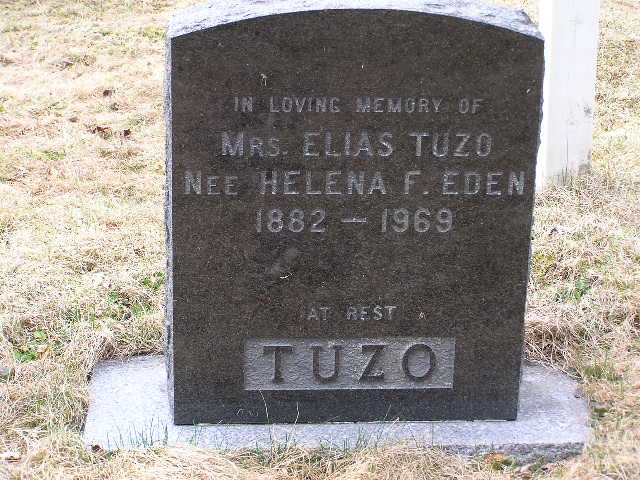 IN LOVING MEMORY OF
MRS. ELIAS TUZO
NEE HELENA F. EDEN
1882 — 1969
AT REST
TUZO